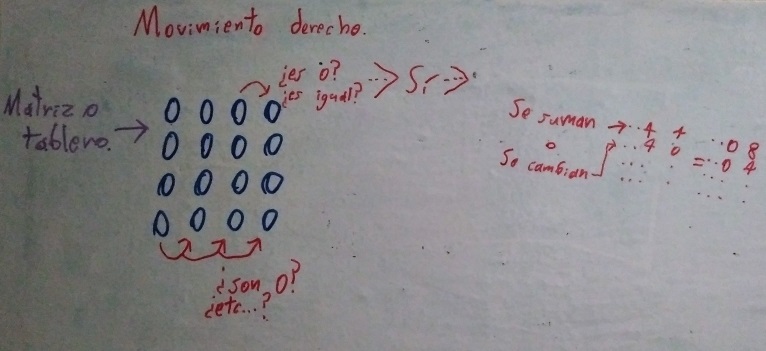 Movimiento derecho.
¿es 0?
¿es igual?
Sí
Matriz o
tablero.
0 0 0 0
0 0 0 0
0 0 0 0
0 0 0 0
¿son 0?
¿etc...?
Se suman
o
Se cambian
..4 4
..4 0
...
...
= ..0 8
..0 4